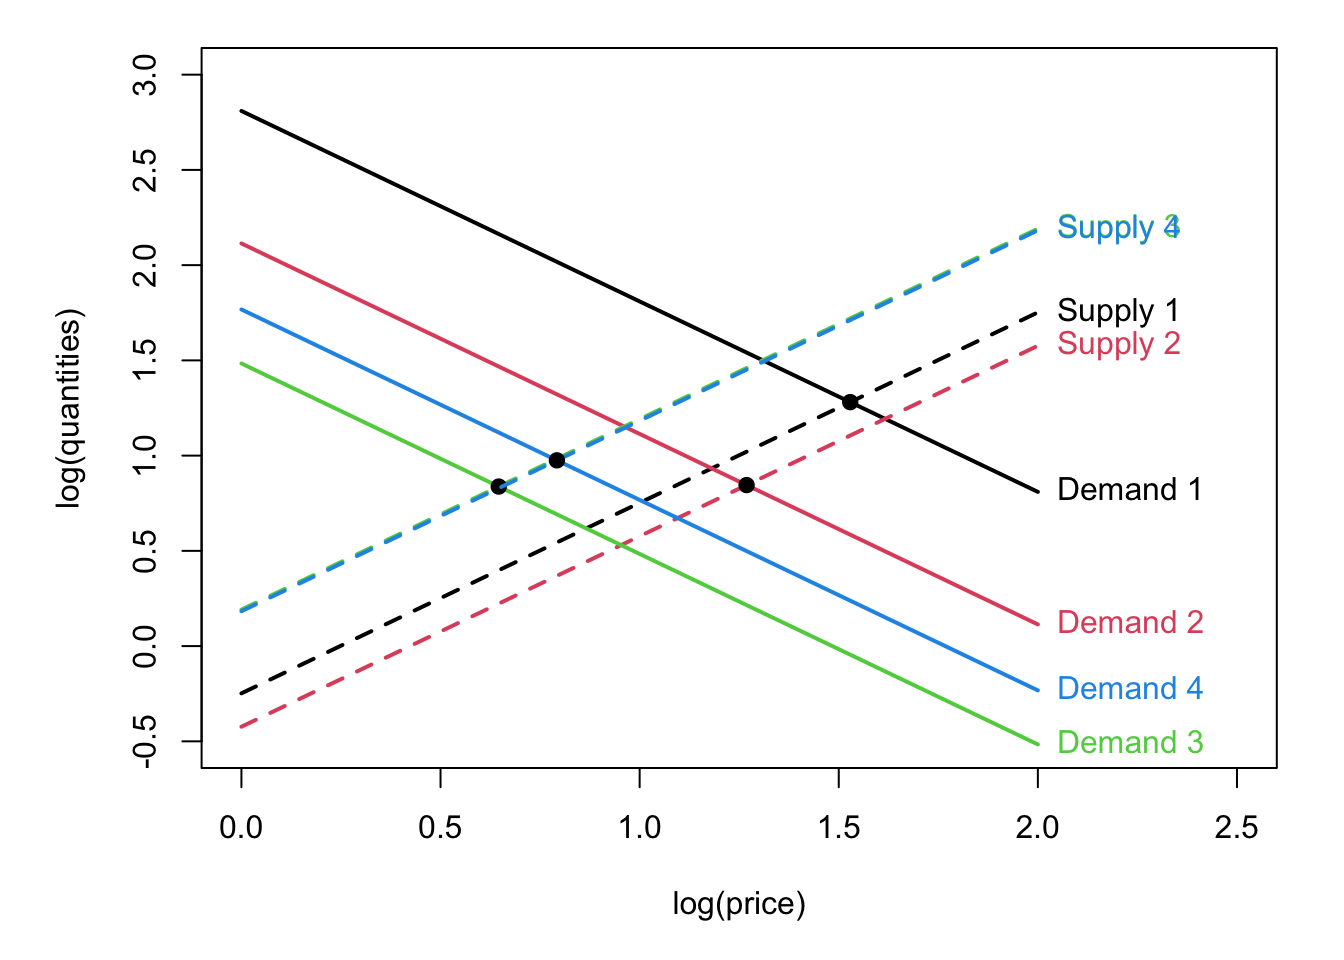 3.0
2.5
2.0
1.5
1.0
0.5
0.0
-0.5
log(quantities)
Supply 3
Supply 4
Supply 1
Supply 2
Demand 1
Demand 2
Demand 4
Demand 3
0.0 0.5 1.0 1.5 2.0 2.5
log(price)